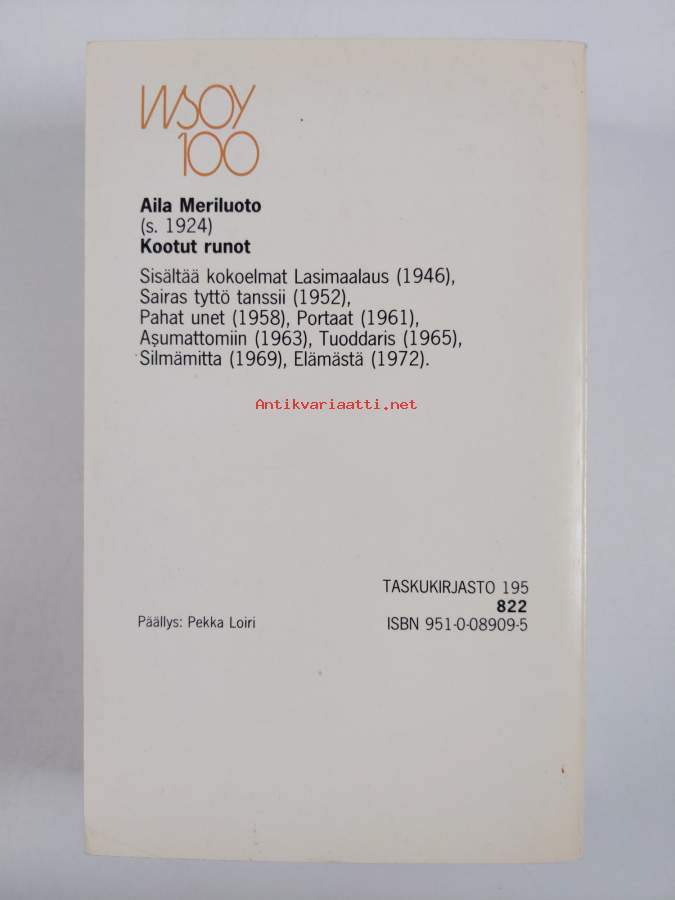 WSOY
100
Aila Meriluoto
(s. 1924)
Kootut runot
Sisältää kokoelmat Lasimaalaus (1946),
Sairas tyttö tanssii (1952),
Pahat unet (1958), Portaat (1961),
Asumattomiin (1963), Tuoddaris (1965),
Silmämitta (1969), Elämästä (1972).
Antikvariaatti.net
TASKUKIRJASTO 195
822
Päällys: Pekka Loiri
ISBN 951-0-08909-5